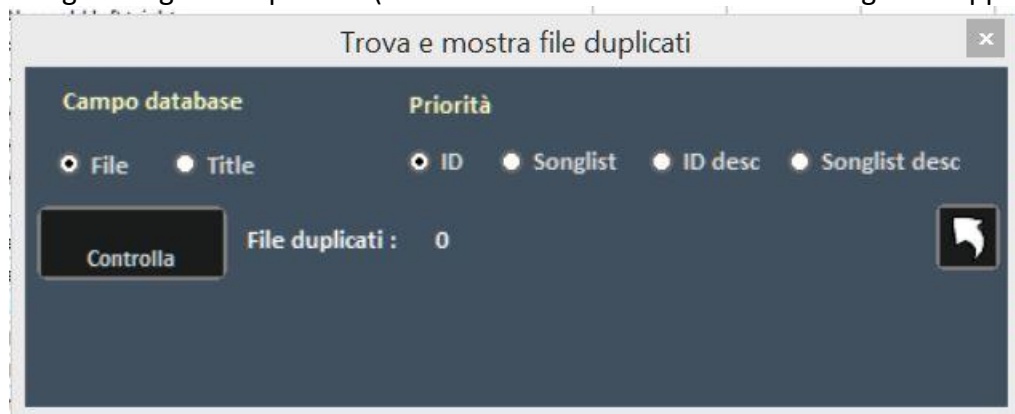 Trova e mostra file duplicati
Campo database Priorità
File Title ID Songlist ID desc Songlist desc
Controlla File duplicati : 0